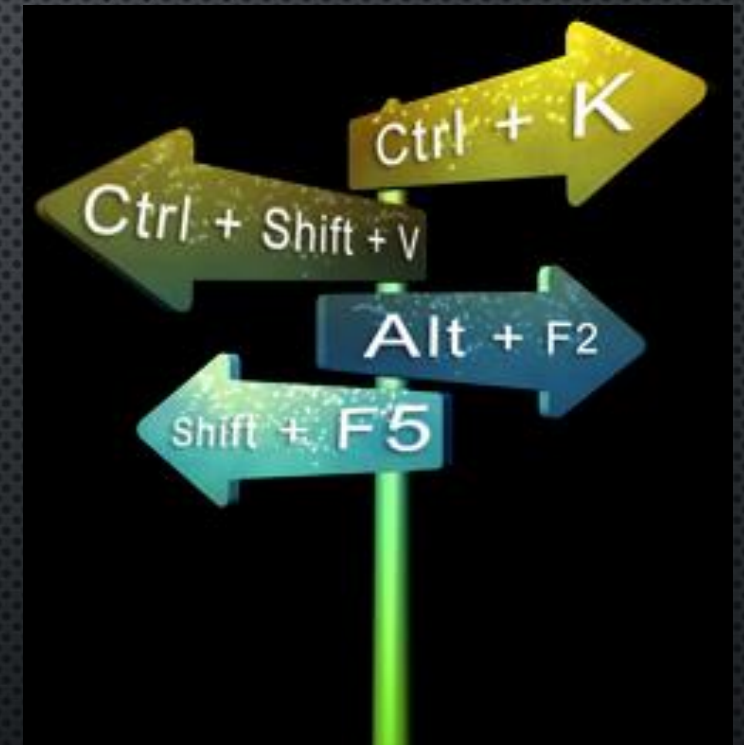 Ctrl + K
Ctrl + Shift + V
Alt + F2
Shift + F5